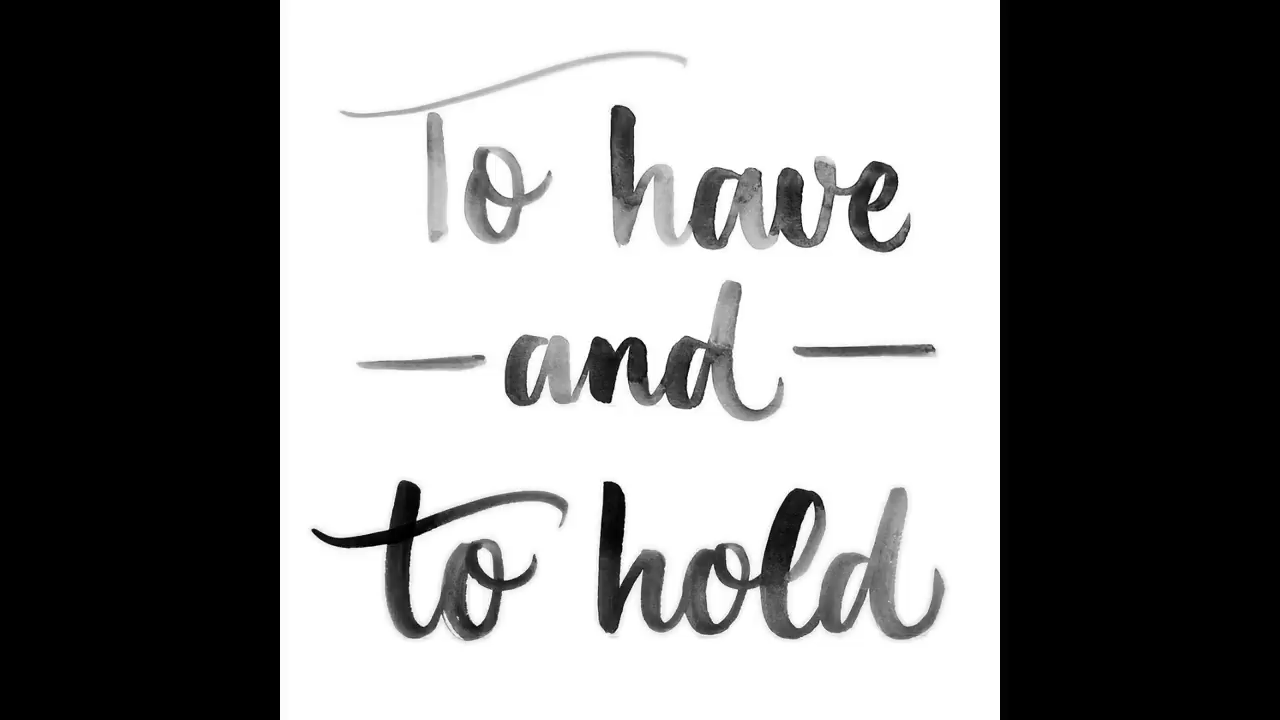 To have
— and —
to hold